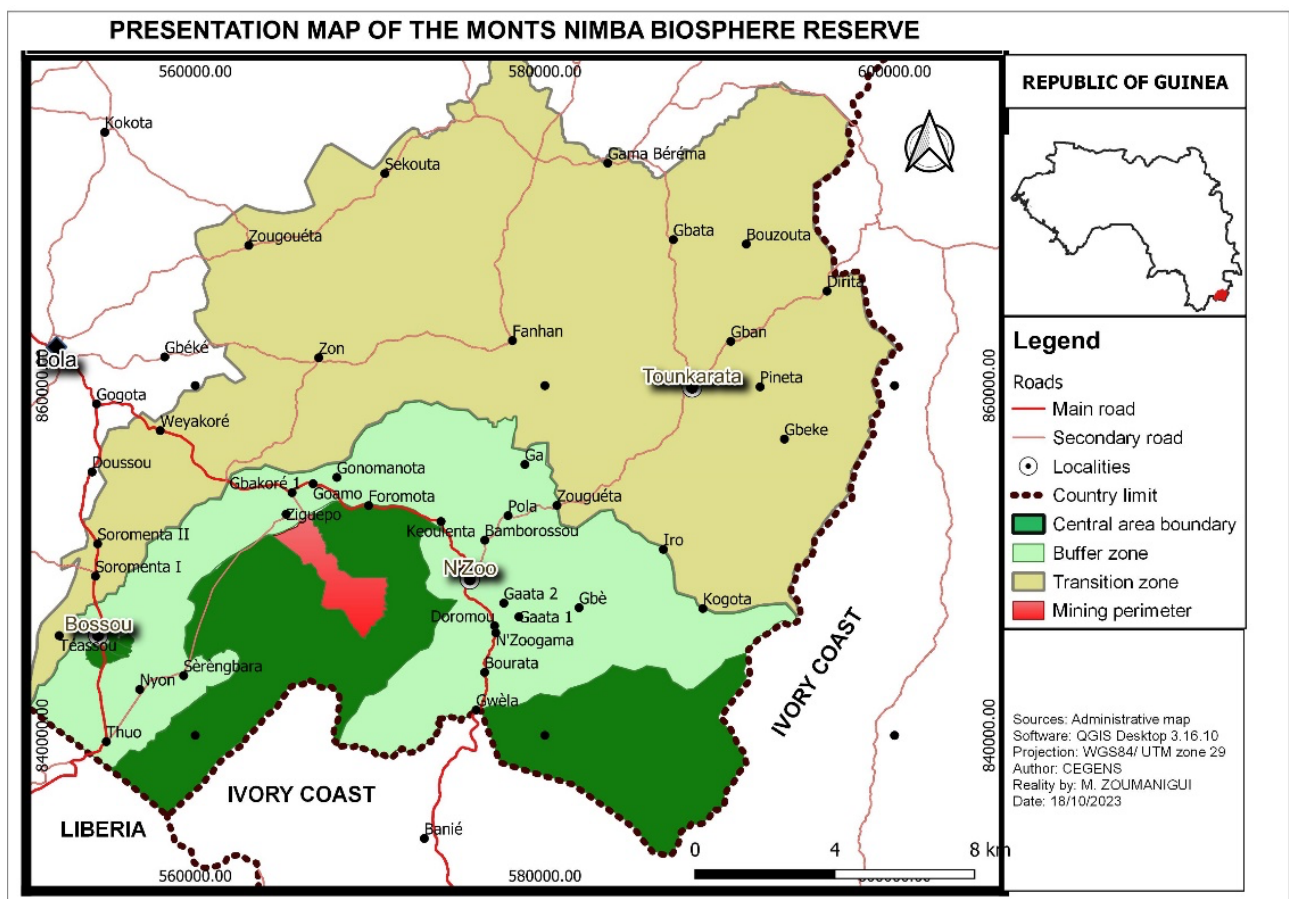 PRESENTATION MAP OF THE MONTS NIMBA BIOSPHERE RESERVE
560000.00
580000.00
600000.00
REPUBLIC OF GUINEA
Kokota
Sekouta
Gama Béréma
Zougouéta
Gbata
Bouzouta
Dirita
Gbéké
Zon
Fanhan
Gban
860000.00
Tounkarata
Pineta
860000.00
Gogota
Weyakoré
Gbeke
Doussou
Gonomanota
Ga
Gbakoré 1
Goamo
Foromota
Zouguéta
Ziguepo
Keoulenta
Pola
Bamborossou
Soromenta II
Iro
Soromenta I
N'Zoo
Gaata 2
Gbè
Kogota
Bossou
Doromou
Gaata 1
Téassou
N'Zoogama
Sèrengbara
Bourata
Nyon
Gwèla
Thuo
840000.00
840000.00
IVORY COAST
IVORY COAST
LIBERIA
Banié
0 4 8 km
560000.00
580000.00
Legend
Roads
Main road
Secondary road
Localities
Country limit
Central area boundary
Buffer zone
Transition zone
Mining perimeter
Sources: Administrative map
Software: QGIS Desktop 3.16.10
Projection: WGS84/ UTM zone 29
Author: CEGENS
Reality by: M. ZOUMANIGUI
Date: 18/10/2023